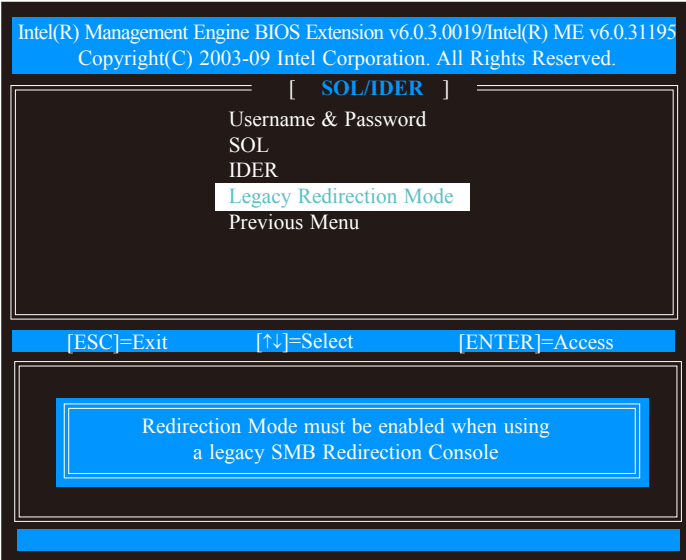 Intel(R) Management Engine BIOS Extension v6.0.3.0019/Intel(R) ME v6.0.31195
Copyright(C) 2003-09 Intel Corporation. All Rights Reserved.
[ SOL/IDER ]
Username & Password
SOL
IDER
Legacy Redirection Mode
Previous Menu
[ESC]=Exit [↑↓]=Select [ENTER]=Access
Redirection Mode must be enabled when using
a legacy SMB Redirection Console